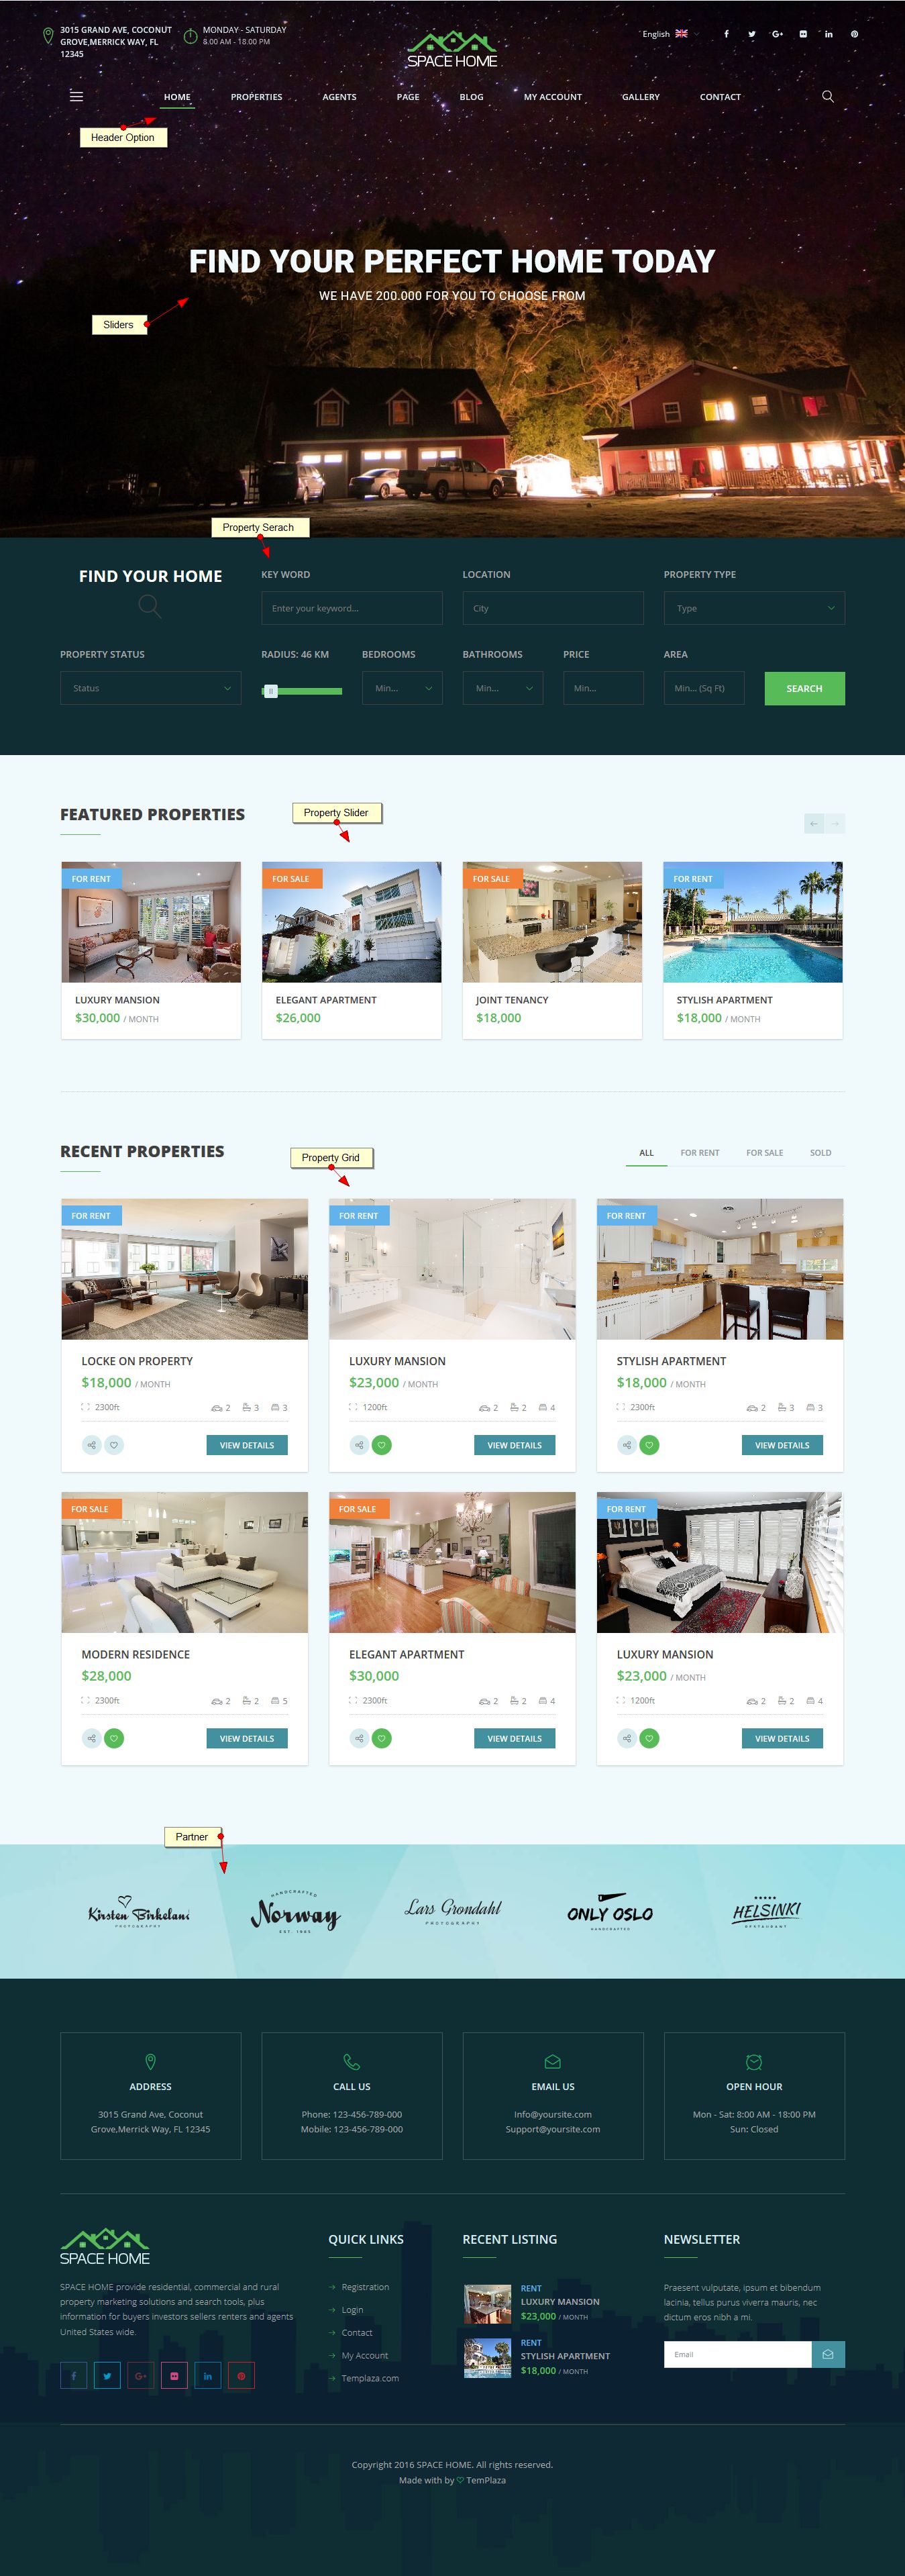 3015 GRAND AVE, COCONUT
GROVE,MERRICK WAY, FL
12345
MONDAY - SATURDAY
8.00 AM - 18.00 PM
SPACE HOME
English
HOME PROPERTIES AGENTS PAGE BLOG MY ACCOUNT GALLERY CONTACT
Header Option
FIND YOUR PERFECT HOME TODAY
WE HAVE 200.000 FOR YOU TO CHOOSE FROM
Sliders
Property Serach
FIND YOUR HOME
KEY WORD
Enter your keyword...
LOCATION
City
PROPERTY TYPE
Type
PROPERTY STATUS
Status
RADIUS: 46 KM
BEDROOMS
Min...
BATHROOMS
Min...
PRICE
Min...
AREA
Min... (Sq Ft)
SEARCH
FEATURED PROPERTIES
Property Slider
FOR RENT
LUXURY MANSION
$30,000 / MONTH
FOR SALE
ELEGANT APARTMENT
$26,000
FOR SALE
JOINT TENANCY
$18,000
FOR RENT
STYLISH APARTMENT
$18,000 / MONTH
RECENT PROPERTIES
Property Grid
ALL FOR RENT FOR SALE SOLD
FOR RENT
LOCKE ON PROPERTY
$18,000 / MONTH
2300ft 2 3 3
VIEW DETAILS
FOR RENT
LUXURY MANSION
$23,000 / MONTH
1200ft 2 2 4
VIEW DETAILS
FOR RENT
STYLISH APARTMENT
$18,000 / MONTH
2300ft 2 3 3
VIEW DETAILS
FOR SALE
MODERN RESIDENCE
$28,000
2300ft 2 2 5
VIEW DETAILS
FOR SALE
ELEGANT APARTMENT
$30,000
2300ft 2 2 4
VIEW DETAILS
FOR RENT
LUXURY MANSION
$23,000 / MONTH
1200ft 2 2 4
VIEW DETAILS
Partner
Kirsten Birkeland
PHOTOGRAPHY
HANDCRAFTED
Norway
EST. 1985
Lars Grondahl
PHOTOGRAPHY
ONLY OSLO
HANDCRAFTED
HELSINKI
RESTAURANT
ADDRESS
3015 Grand Ave, Coconut
Grove,Merrick Way, FL 12345
CALL US
Phone: 123-456-789-000
Mobile: 123-456-789-000
EMAIL US
Info@yoursite.com
Support@yoursite.com
OPEN HOUR
Mon - Sat: 8:00 AM - 18:00 PM
Sun: Closed
SPACE HOME
SPACE HOME provide residential, commercial and rural
property marketing solutions and search tools, plus
information for buyers investors sellers renters and agents
United States wide.
QUICK LINKS
Registration
Login
Contact
My Account
Templaza.com
RECENT LISTING
RENT
LUXURY MANSION
$23,000 / MONTH
RENT
STYLISH APARTMENT
$18,000 / MONTH
NEWSLETTER
Praesent vulputate, ipsum et bibendum
lacinia, tellus purus viverra mauris, nec
dictum eros nibh a mi.
Email
Copyright 2016 SPACE HOME. All rights reserved.
Made with by TemPlaza